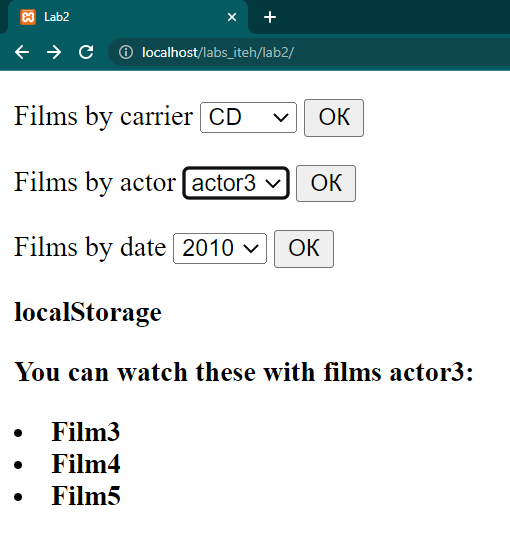 Lab2
localhost/labs_iteh/lab2/
Films by carrier CD OK
Films by actor actor3 OK
Films by date 2010 OK
localStorage
You can watch these with films actor3:
• Film3
• Film4
• Film5